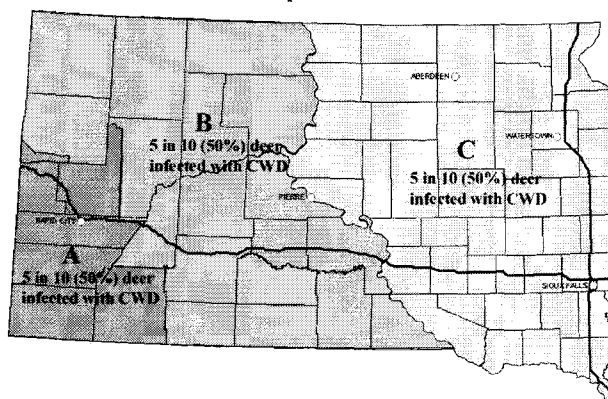 ABERDEEN
B
5 in 10 (50%) deer
infected with CWD
WATERTOWN
C
5 in 10 (50%) deer
infected with CWD
PIERRE
RAPID CITY
A
5 in 10 (50%) deer
infected with CWD
SIOUX FALLS